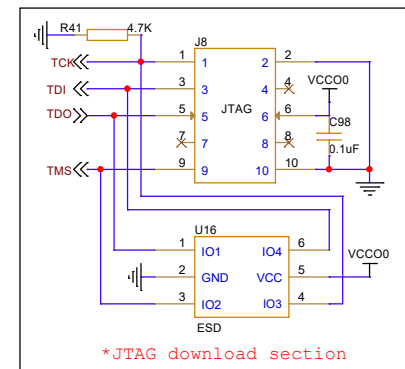 R41 4.7K
J8
TCK 1 1 2 2
TDI 3 3 4 4 VCCO0
TDO 5 5 JTAG 6 6
C98
7 7 8 8 0.1uF
TMS 9 9 10 10
U16
1 IO1 IO4 6 VCCO0
2 GND VCC 5
3 IO2 IO3 4
ESD
*JTAG download section